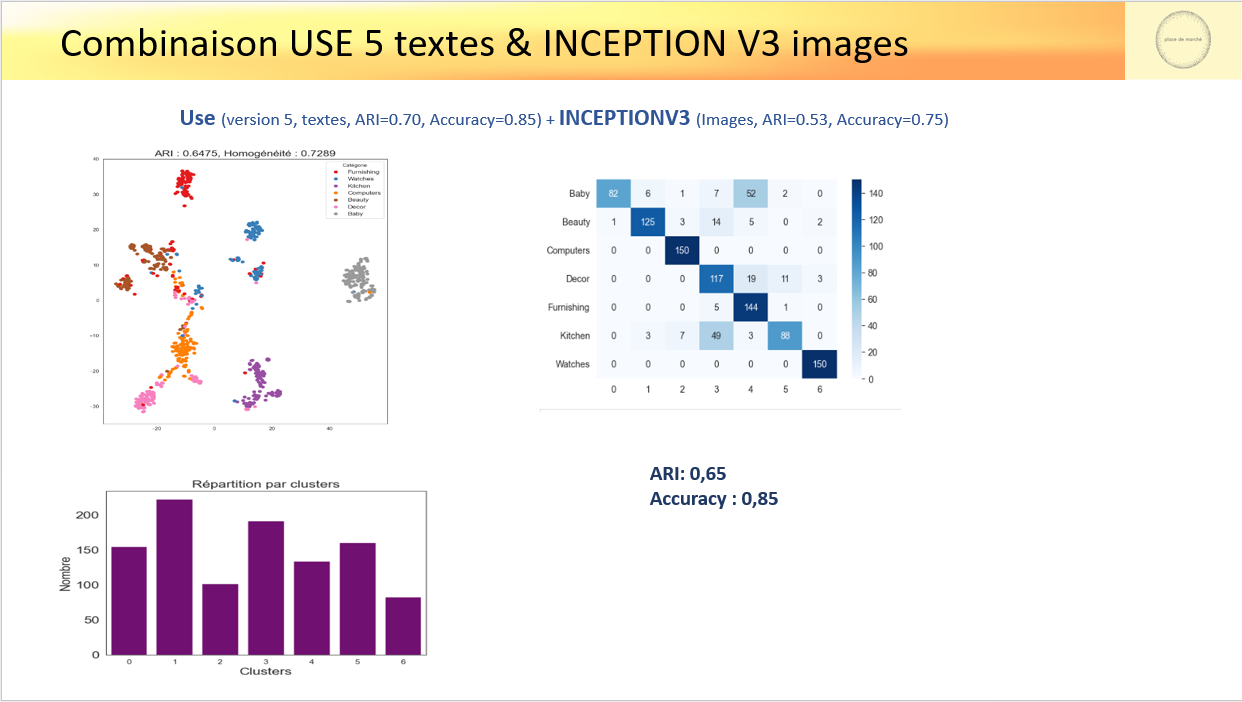 Combinaison USE 5 textes & INCEPTION V3 images
place de marché
Use (version 5, textes, ARI=0.70, Accuracy=0.85) + INCEPTIONV3 (Images, ARI=0.53, Accuracy=0.75)
ARI : 0.6475, Homogénéité : 0.7289
Catégorie
Furnishing
Watches
Kitchen
Computers
Beauty
Decor
Baby
40
30
20
10
0
-10
-20
-30
-20 0 20 40
Baby 82 6 1 7 52 2 0
Beauty 1 125 3 14 5 0 2
Computers 0 0 150 0 0 0 0
Decor 0 0 0 117 19 11 3
Furnishing 0 0 0 5 144 1 0
Kitchen 0 3 7 49 3 88 0
Watches 0 0 0 0 0 0 150
0 1 2 3 4 5 6
140
120
100
80
60
40
20
0
ARI: 0,65
Accuracy : 0,85
Répartition par clusters
Nombre
200
150
100
50
0
0 1 2 3 4 5 6
Clusters